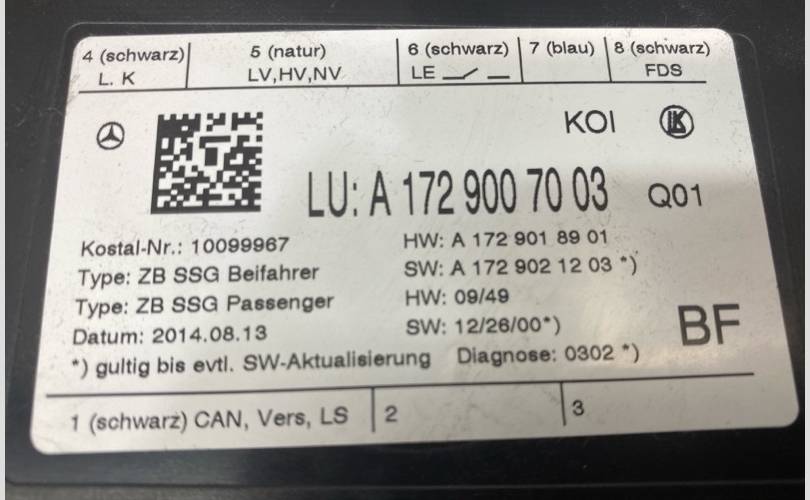 4 (schwarz) 5 (natur) 6 (schwarz) 7 (blau) 8 (schwarz)
L. K LV,HV,NV LE FDS
KOI
LU: A 172 900 70 03 Q01
Kostal-Nr.: 10099967 HW: A 172 901 89 01
Type: ZB SSG Beifahrer SW: A 172 902 12 03 *)
Type: ZB SSG Passenger HW: 09/49
Datum: 2014.08.13 SW: 12/26/00*)
BF
*) gultig bis evtl. SW-Aktualisierung Diagnose: 0302 *)
1 (schwarz) CAN, Vers, LS 2 3